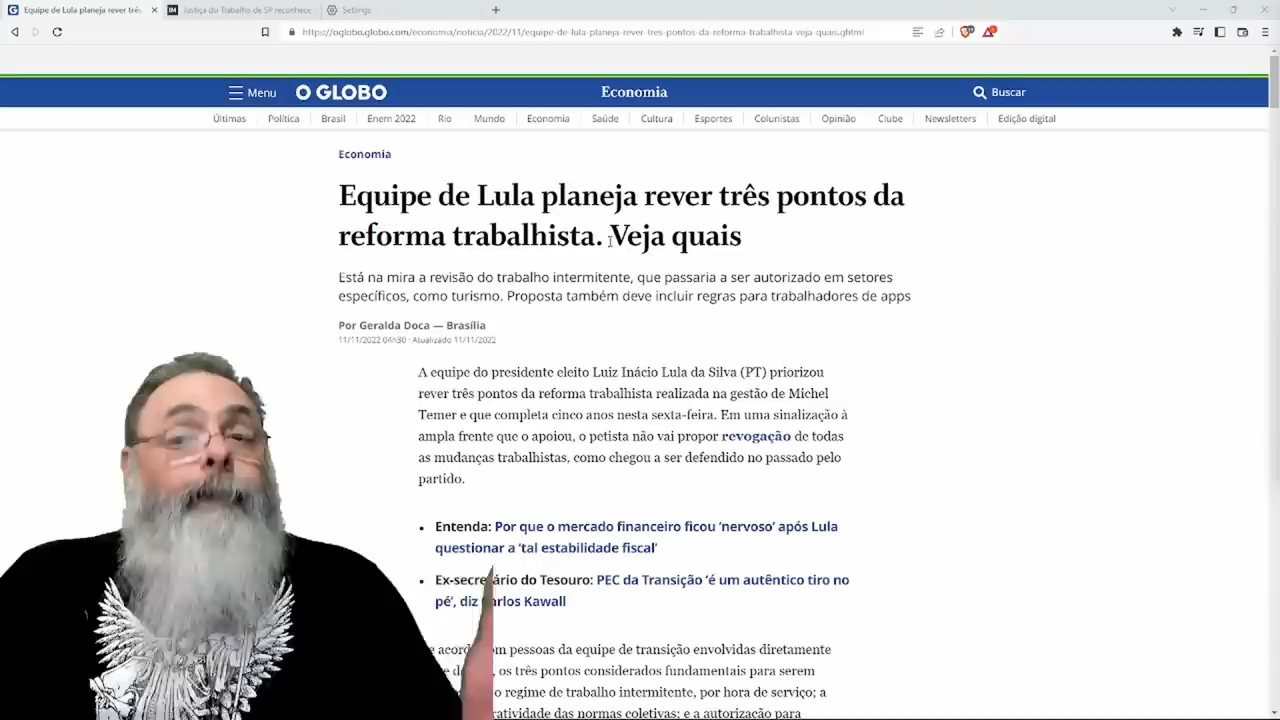 Equipe de Lula planeja rever trê
Justiça do Trabalho de SP reconhece
Settings
https://oglobo.globo.com/economia/noticia/2022/11/equipe-de-lula-planeja-rever-tres-pontos-da-reforma-trabalhista-veja-quais.ghtml
Menu O GLOBO Economia Buscar
Últimas Política Brasil Enem 2022 Rio Mundo Economia Saúde Cultura Esportes Colunistas Opinião Clube Newsletters Edição digital
Economia
Equipe de Lula planeja rever três pontos da
reforma trabalhista. Veja quais
Está na mira a revisão do trabalho intermitente, que passaria a ser autorizado em setores
específicos, como turismo. Proposta também deve incluir regras para trabalhadores de apps
Por Geralda Doca — Brasília
11/11/2022 04h30 · Atualizado 11/11/2022
A equipe do presidente eleito Luiz Inácio Lula da Silva (PT) priorizou
rever três pontos da reforma trabalhista realizada na gestão de Michel
Temer e que completa cinco anos nesta sexta-feira. Em uma sinalização à
ampla frente que o apoiou, o petista não vai propor revogação de todas
as mudanças trabalhistas, como chegou a ser defendido no passado pelo
partido.
• Entenda: Por que o mercado financeiro ficou 'nervoso' após Lula
questionar a 'tal estabilidade fiscal'
• do Tesouro: PEC da Transição 'é um autêntico tiro no
pé', diz Kawall
pessoas da equipe de transição envolvidas diretamente
os três pontos considerados fundamentais para serem
o regime de trabalho intermitente, por hora de serviço; a
das normas coletivas; e a autorização para